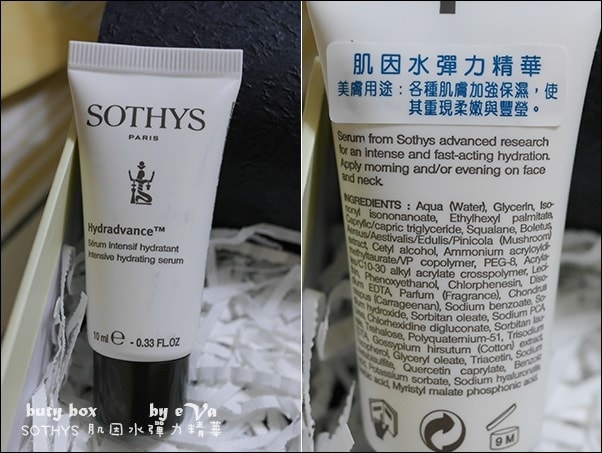 SOTHYS
PARIS
Hydradvance™
Sérum intensif hydratant
Intensive hydrating serum
10 ml e - 0.33 FL.OZ
buty box by eVa
SOTHYS 肌因水彈力精華
肌因水彈力精華
美膚用途：各種肌膚加強保濕，使
其重現柔嫩與豐瑩。
Serum from Sothys advanced research
for an intense and fast-acting hydration.
Apply morning and/or evening on face
and neck.
INGREDIENTS : Aqua (Water), Glycerin, Iso-
isononanoate, Ethylhexyl palmitate,
Caprylic/capric triglyceride, Squalane, Boletus
Aereus/Aestivalis/Edulis/Pinicola (Mushroom)
extract, Cetyl alcohol, Ammonium acryloyldi-
methyltaurate/VP copolymer, PEG-8, Acryla-
tes/C10-30 alkyl acrylate crosspolymer, Leci-
Phenoxyethanol, Chlorphenesin, Diso-
dium EDTA, Parfum (Fragrance), Chondrus
crispus (Carrageenan), Sodium benzoate, So-
dium hydroxide, Sorbitan oleate, Sodium PCA,
Chlorhexidine digluconate, Sorbitan lau-
rate, Trehalose, Polyquaternium-51,
Gossypium hirsutum (Cotton) extract,
Glyceryl oleate, Triacetin, Sodium
Quercetin caprylate, Benzoic
Potassium sorbate, Sodium hyaluronate,
acid, Myristyl malate phosphonic acid.
9 M